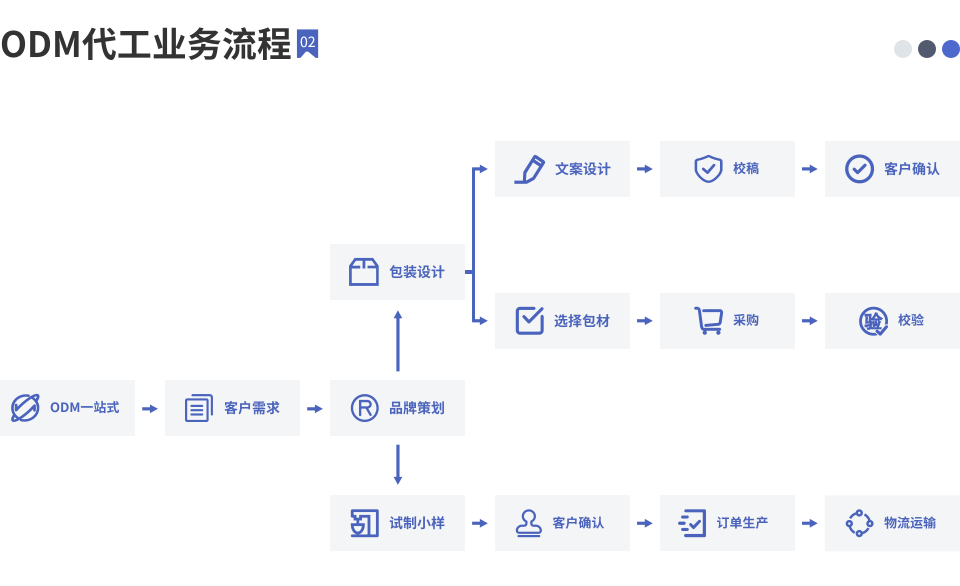 ODM代工业务流程 02
文案设计
校稿
客户确认
包装设计
选择包材
采购
验
校验
ODM一站式
客户需求
R
品牌策划
试制小样
客户确认
订单生产
物流运输